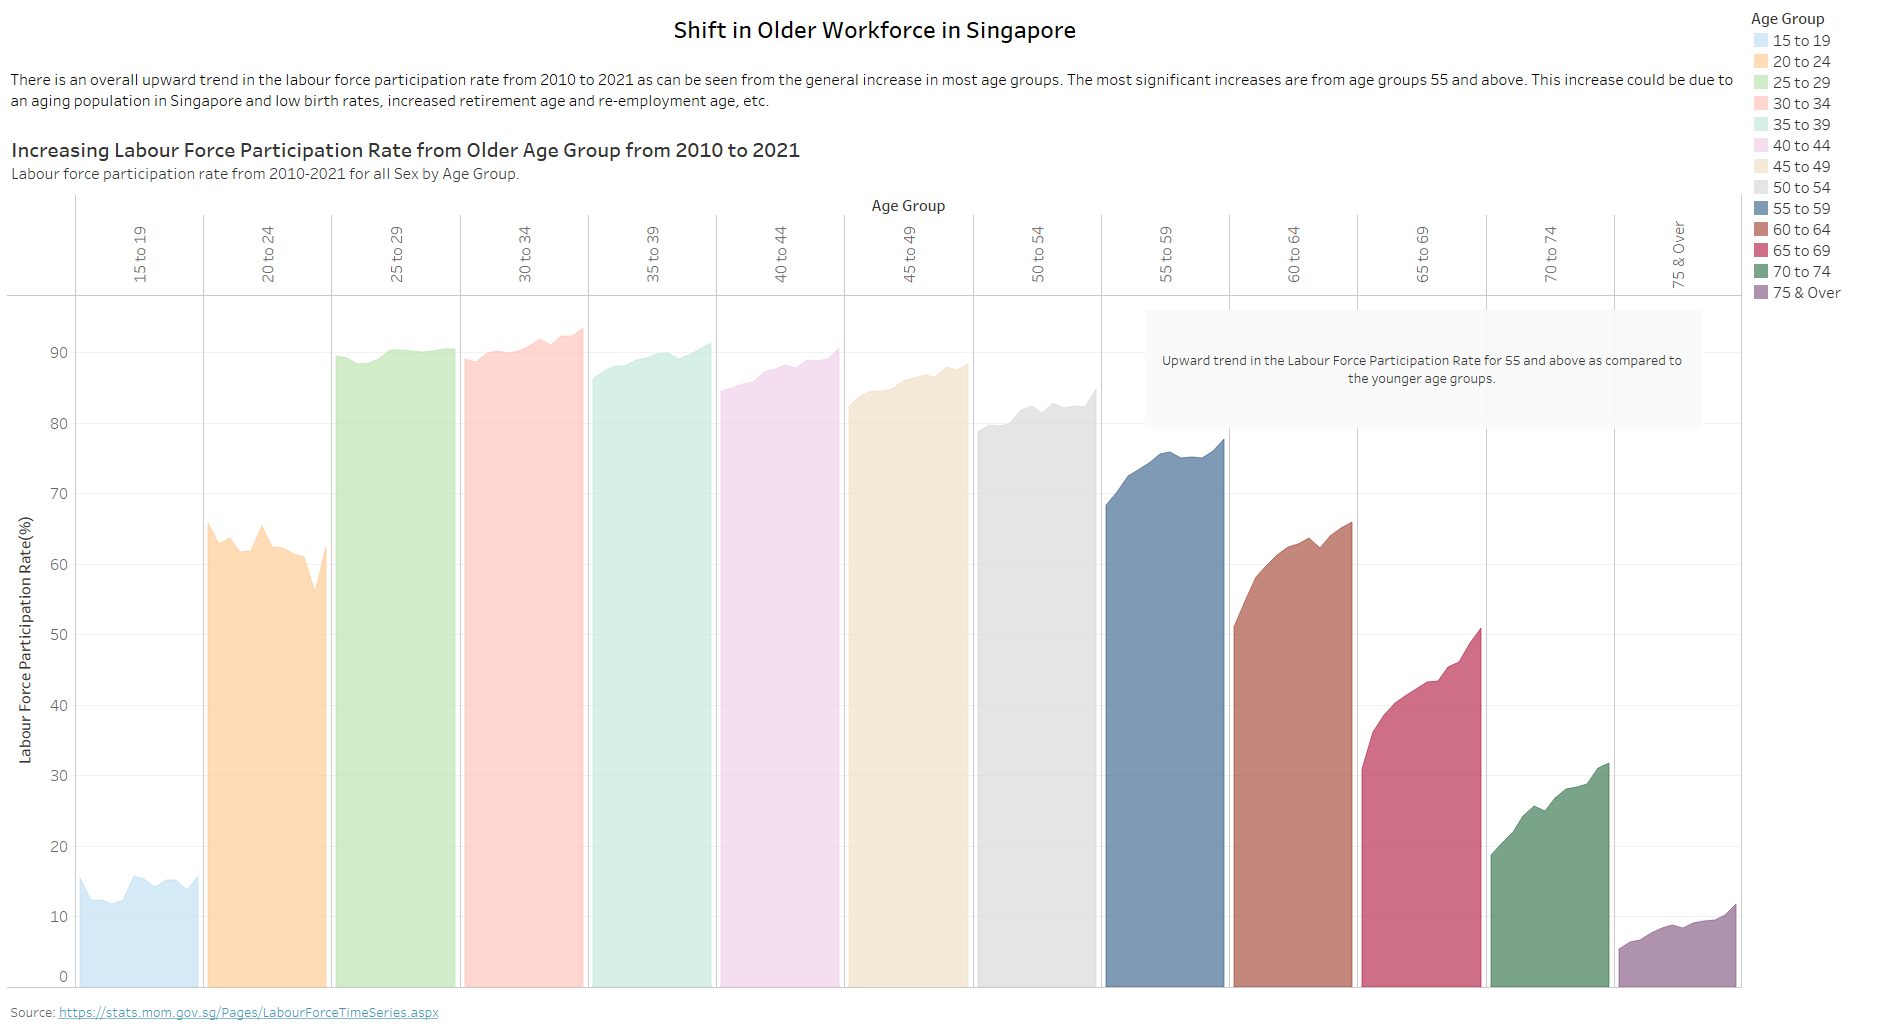 Shift in Older Workforce in Singapore
There is an overall upward trend in the labour force participation rate from 2010 to 2021 as can be seen from the general increase in most age groups. The most significant increases are from age groups 55 and above. This increase could be due to
an aging population in Singapore and low birth rates, increased retirement age and re-employment age, etc.
Age Group
15 to 19
20 to 24
25 to 29
30 to 34
35 to 39
40 to 44
45 to 49
50 to 54
55 to 59
60 to 64
65 to 69
70 to 74
75 & Over
Increasing Labour Force Participation Rate from Older Age Group from 2010 to 2021
Labour force participation rate from 2010-2021 for all Sex by Age Group.
Age Group
15 to 19
20 to 24
25 to 29
30 to 34
35 to 39
40 to 44
45 to 49
50 to 54
55 to 59
60 to 64
65 to 69
70 to 74
75 & Over
Upward trend in the Labour Force Participation Rate for 55 and above as compared to
the younger age groups.
Labour Force Participation Rate(%)
90
80
70
60
50
40
30
20
10
0
Source: https://stats.mom.gov.sg/Pages/LabourForceTimeSeries.aspx